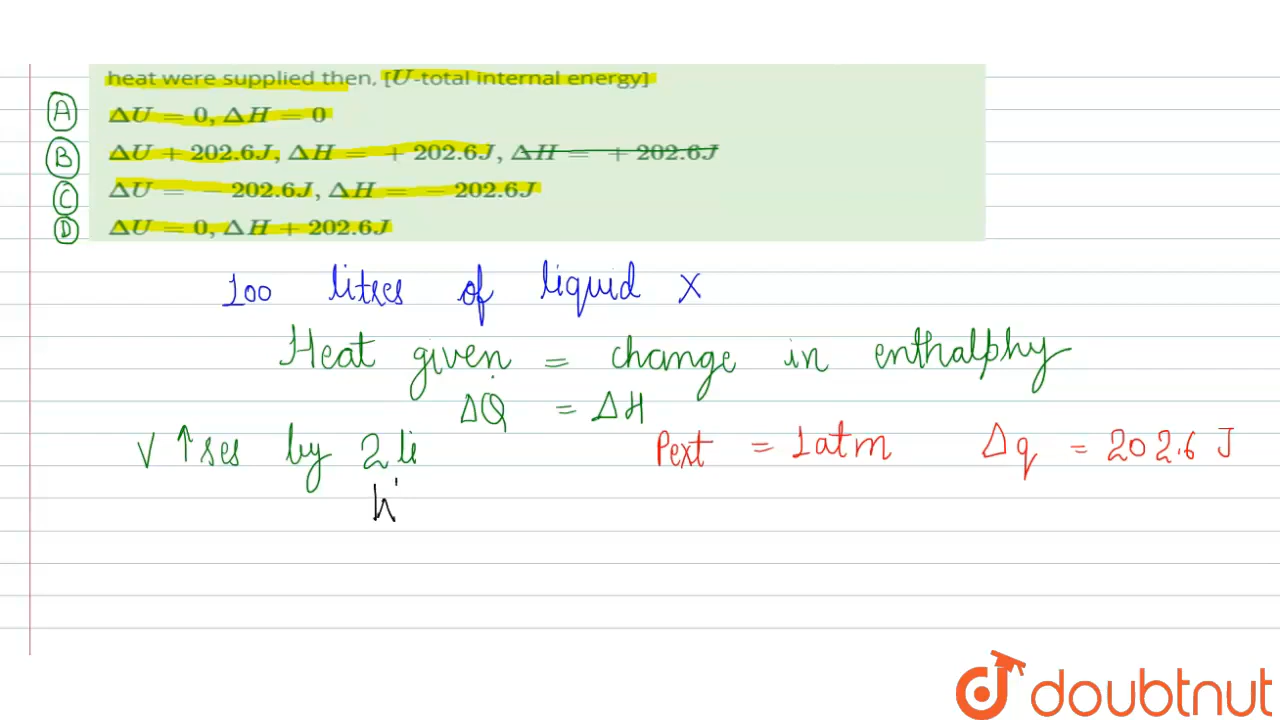 heat were supplied then, [U-total internal energy]
A ΔU = 0, ΔH = 0
B ΔU + 202.6J, ΔH = + 202.6J, ΔH = + 202.6J
C ΔU = − 202.6J, ΔH = − 202.6J
D ΔU = 0, ΔH + 202.6J
100 litres of liquid X
Heat given = change in enthalphy
ΔQ = ΔH
V ↑ses by 2 li Pext = 1atm Δq = 202.6 J
doubtnut